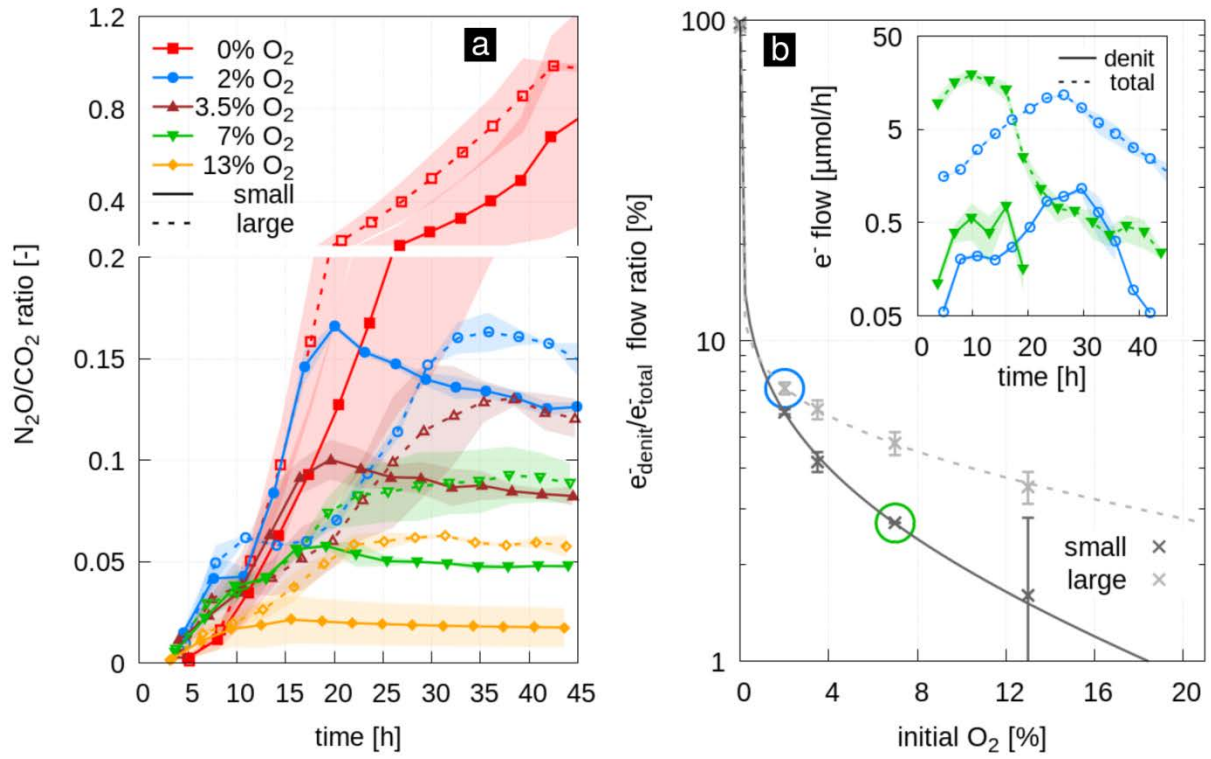 a
N₂O/CO₂ ratio [-]
1.2
0.8
0.4
0.2
0.15
0.1
0.05
0
0% O₂
2% O₂
3.5% O₂
7% O₂
13% O₂
small
large
0 5 10 15 20 25 30 35 40 45
time [h]
b
e⁻denit/e⁻total flow ratio [%]
100
10
1
0 4 8 12 16 20
initial O₂ [%]
small
large
e⁻ flow [µmol/h]
50
5
0.5
0.05
denit
total
0 10 20 30 40
time [h]